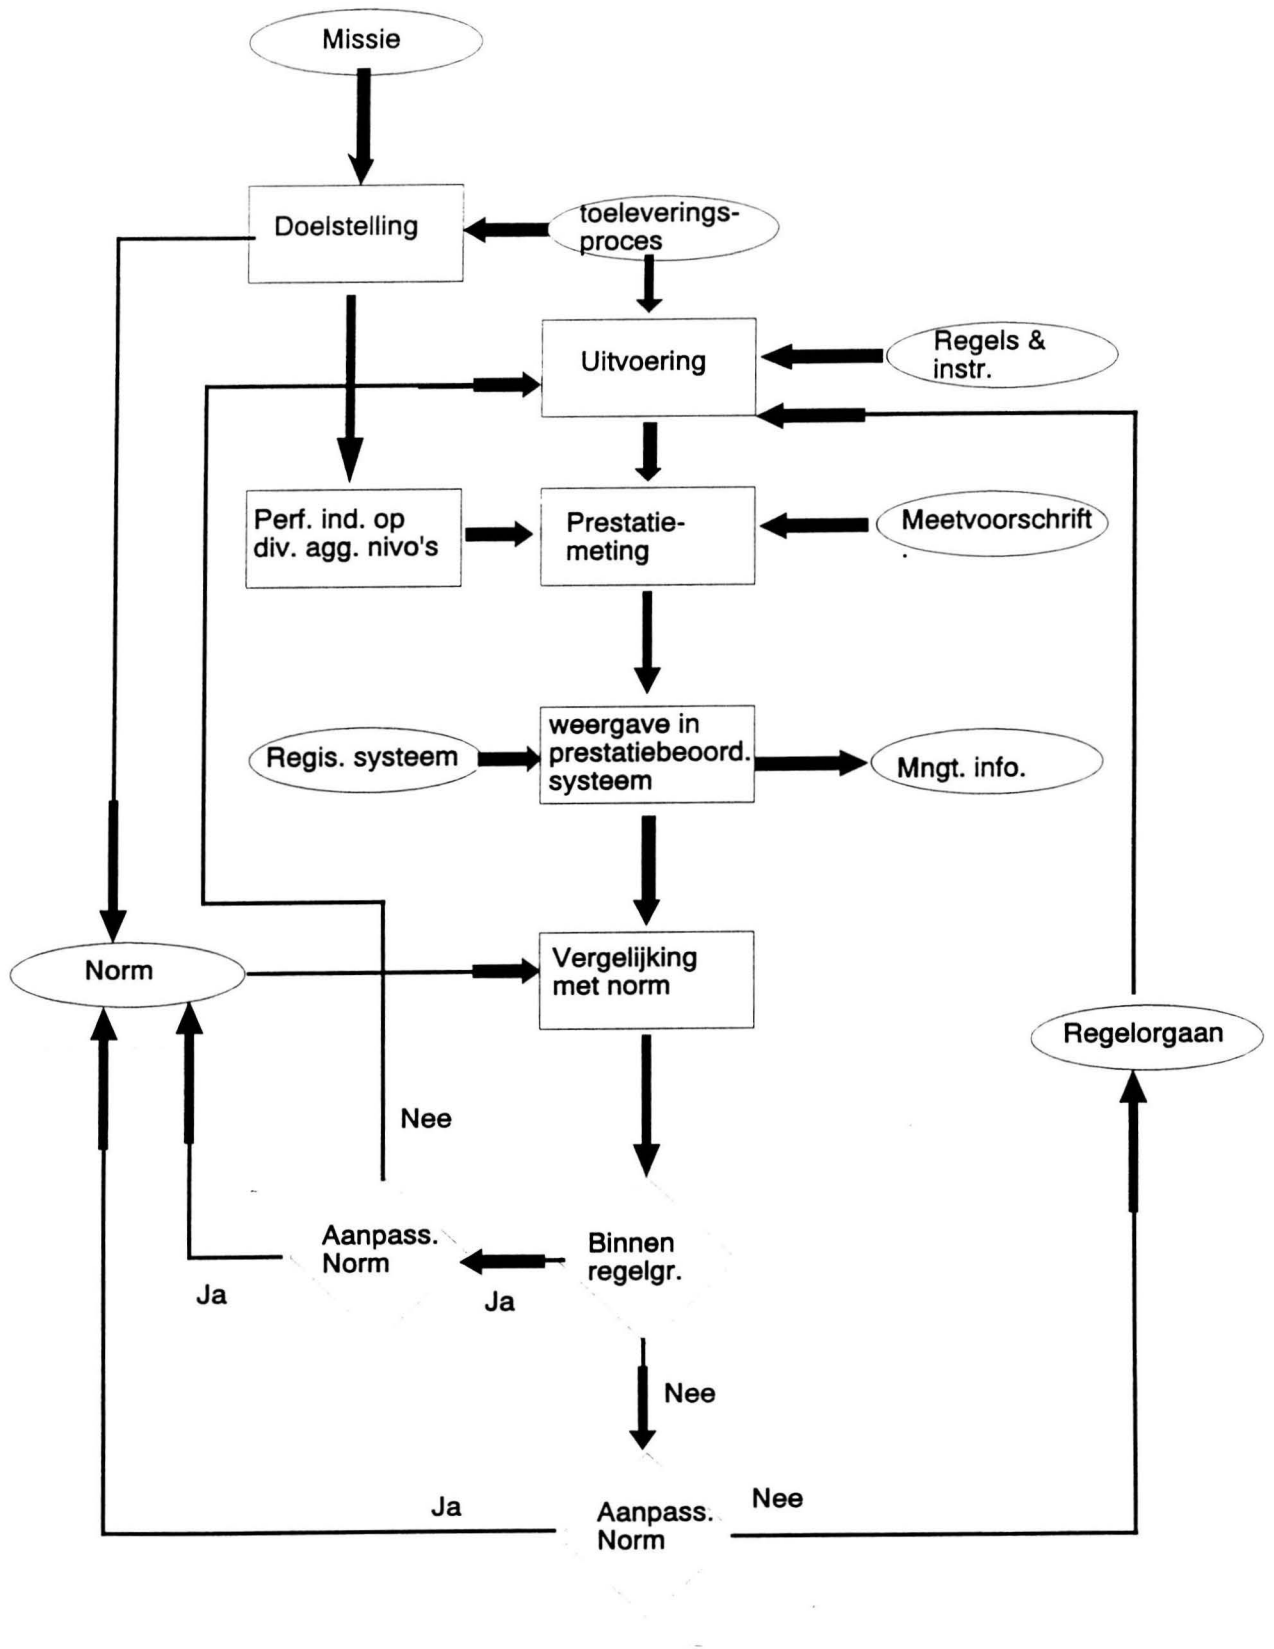 Missie
Doelstelling
toeleverings-
proces
Uitvoering
Regels &
instr.
Perf. ind. op
div. agg. nivo's
Prestatie-
meting
Meetvoorschrift
Regis. systeem
weergave in
prestatiebeoord.
systeem
Mngt. info.
Norm
Vergelijking
met norm
Regelorgaan
Nee
Aanpass.
Norm
Binnen
regelgr.
Ja
Ja
Nee
Ja
Aanpass.
Norm
Nee